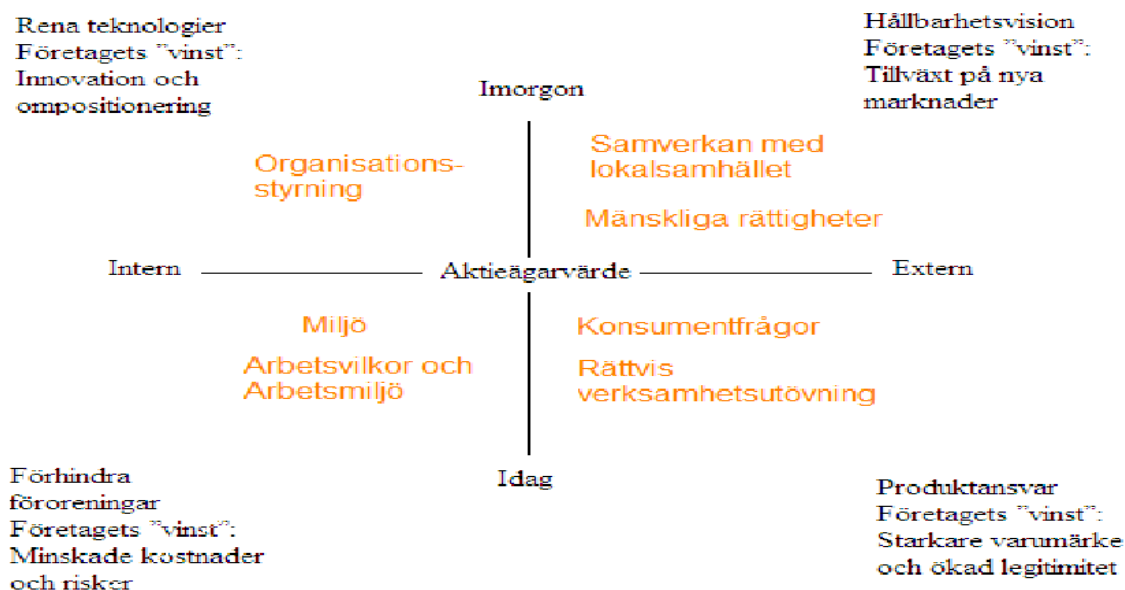 Rena teknologier
Företagets ”vinst”:
Innovation och
ompositionering
Hållbarhetsvision
Företagets ”vinst”:
Tillväxt på nya
marknader
Imorgon
Organisations-
styrning
Samverkan med
lokalsamhället
Mänskliga rättigheter
Intern
Aktieägarvärde
Extern
Miljö
Arbetsvilkor och
Arbetsmiljö
Konsumentfrågor
Rättvis
verksamhetsutövning
Idag
Förhindra
föroreningar
Företagets ”vinst”:
Minskade kostnader
och risker
Produktansvar
Företagets ”vinst”:
Starkare varumärke
och ökad legitimitet